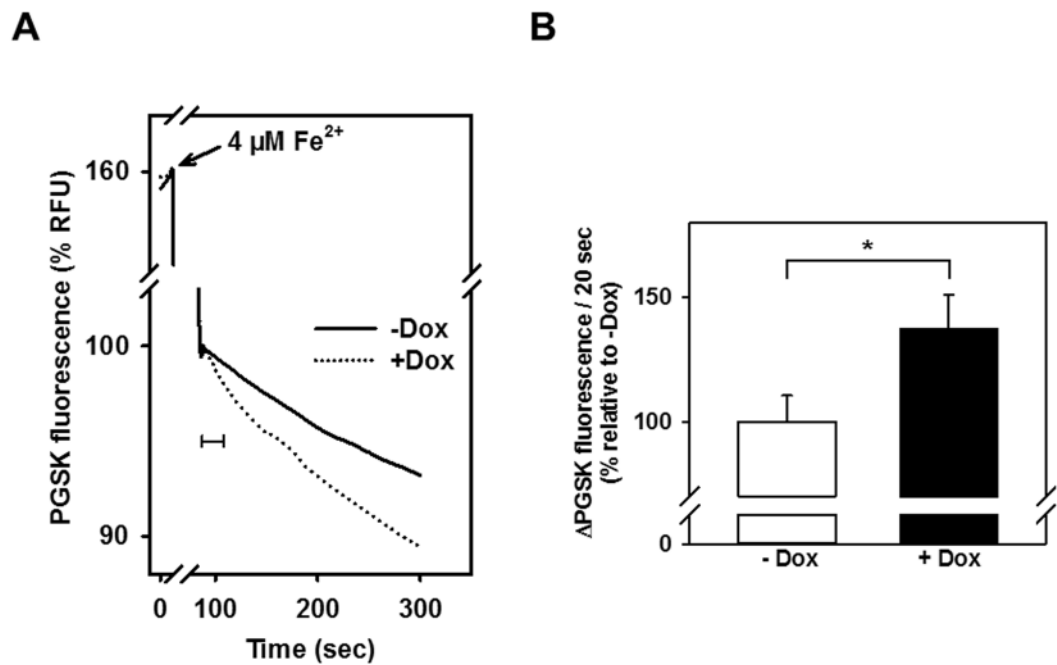 A
B
4 µM Fe²⁺
160
100
90
PGSK fluorescence (% RFU)
-Dox
+Dox
0 100 200 300
Time (sec)
*
150
100
0
ΔPGSK fluorescence / 20 sec
(% relative to -Dox)
- Dox + Dox